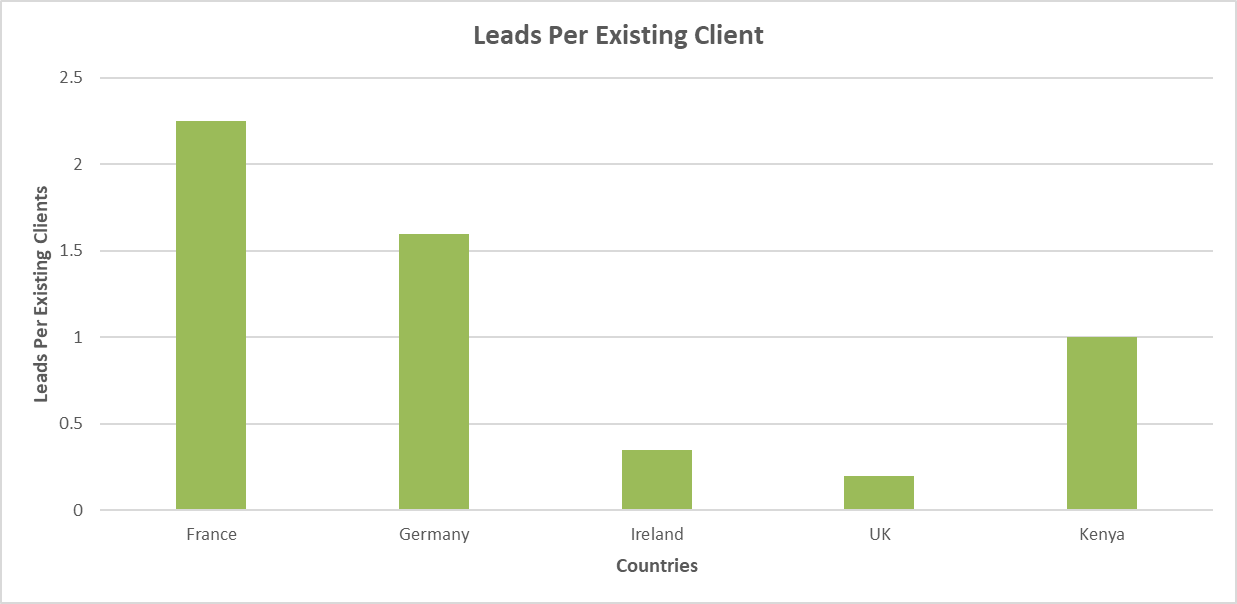 Leads Per Existing Client
Leads Per Existing Clients
2.5
2
1.5
1
0.5
0
France
Germany
Ireland
UK
Kenya
Countries